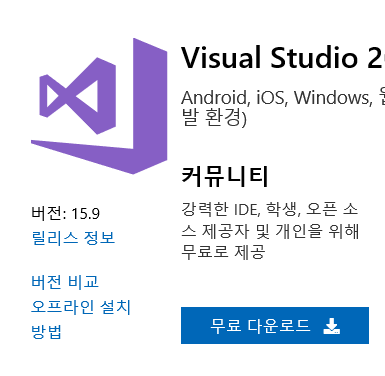 Visual Studio 20
Android, iOS, Windows,
발 환경)
커뮤니티
강력한 IDE, 학생, 오픈 소
스 제공자 및 개인을 위해
무료로 제공
무료 다운로드
버전: 15.9
릴리스 정보
버전 비교
오프라인 설치
방법